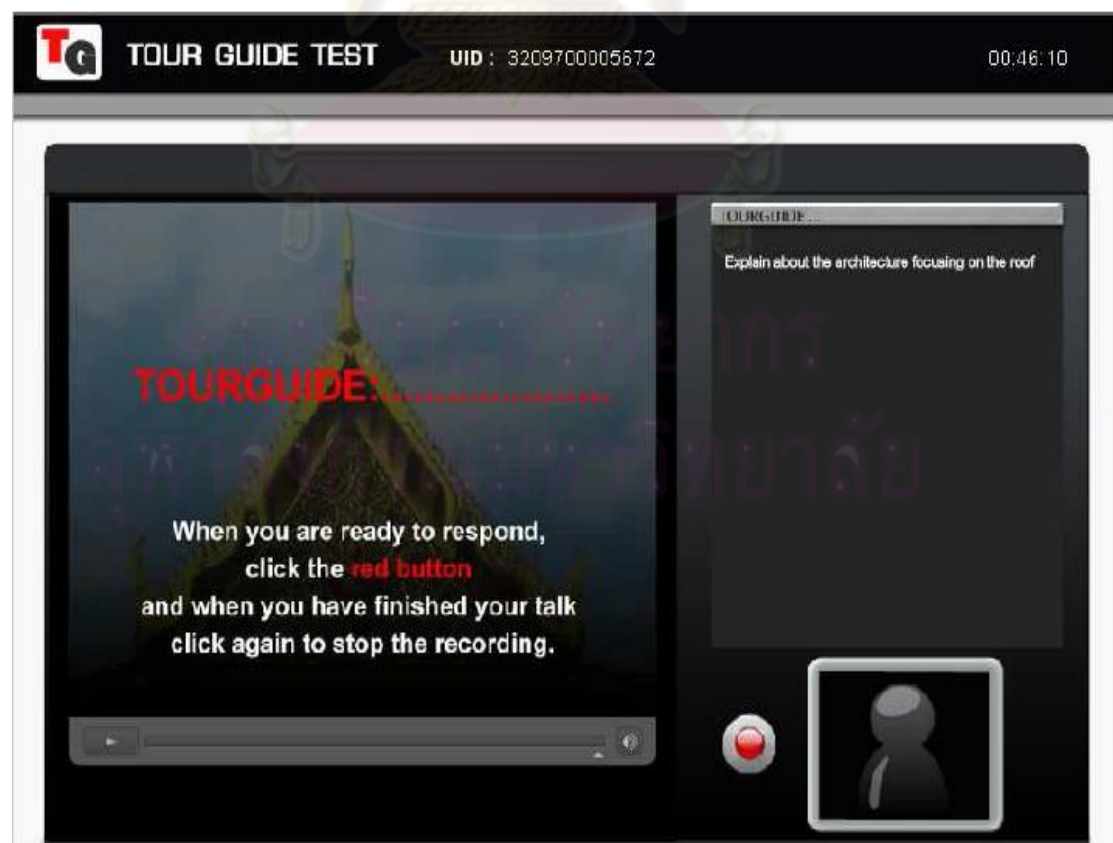 TG TOUR GUIDE TEST UID : 3209700005672 00:46:10
TOURGUIDE ...
Explain about the architecture focusing on the roof
TOURGUIDE:......................
When you are ready to respond,
click the red button
and when you have finished your talk
click again to stop the recording.